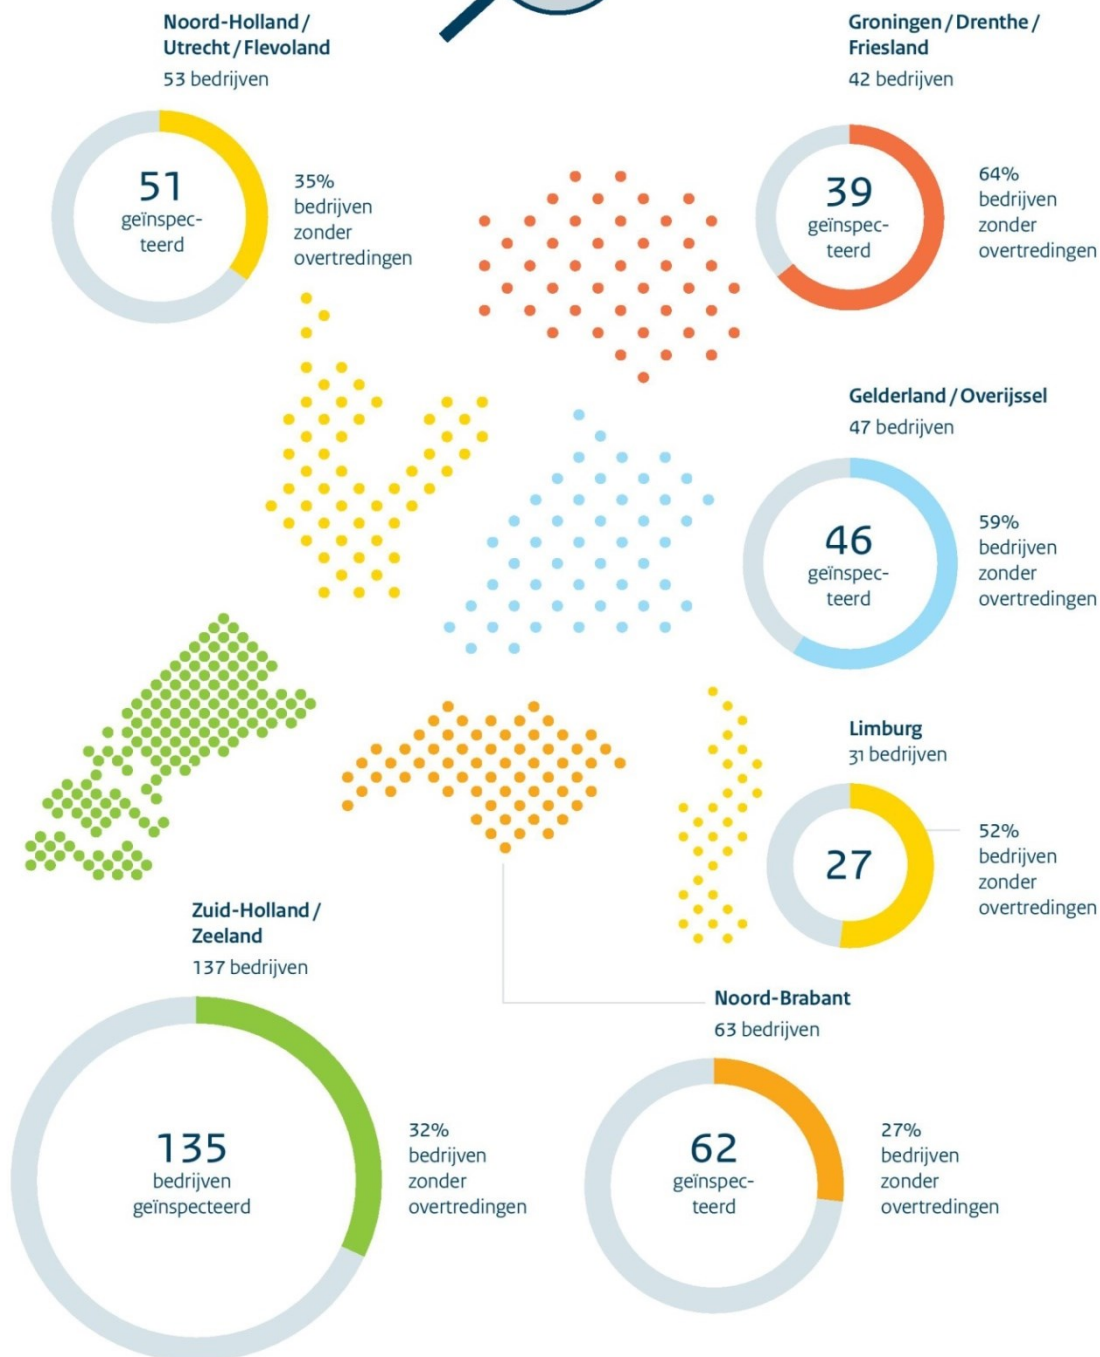 Noord-Holland /
Utrecht / Flevoland
53 bedrijven
51
geïnspec-
teerd
35%
bedrijven
zonder
overtredingen
Groningen / Drenthe /
Friesland
42 bedrijven
39
geïnspec-
teerd
64%
bedrijven
zonder
overtredingen
Gelderland / Overijssel
47 bedrijven
46
geïnspec-
teerd
59%
bedrijven
zonder
overtredingen
Limburg
31 bedrijven
27
52%
bedrijven
zonder
overtredingen
Zuid-Holland /
Zeeland
137 bedrijven
135
bedrijven
geïnspecteerd
32%
bedrijven
zonder
overtredingen
Noord-Brabant
63 bedrijven
62
geïnspec-
teerd
27%
bedrijven
zonder
overtredingen